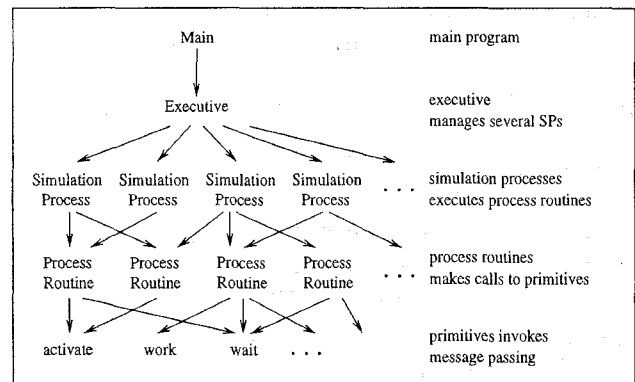 Main main program
Executive executive
manages several SPs
Simulation Simulation Simulation Simulation simulation processes
Process Process Process Process . . . executes process routines
Process Process Process Process process routines
Routine Routine Routine Routine . . . makes calls to primitives
activate work wait . . . primitives invokes
message passing